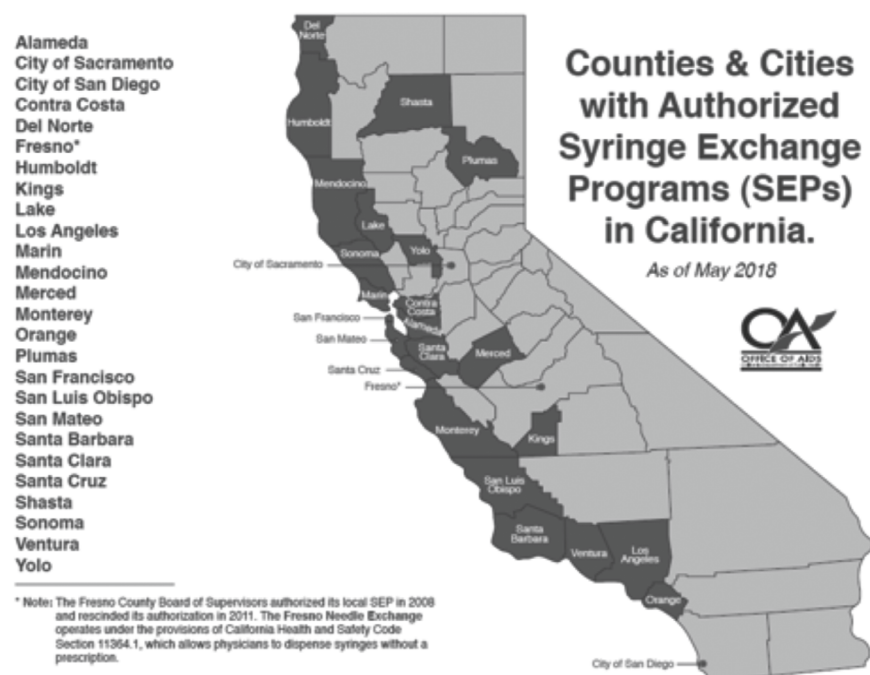 Counties & Cities
with Authorized
Syringe Exchange
Programs (SEPs)
in California.
As of May 2018
OA
OFFICE OF AIDS
Alameda
City of Sacramento
City of San Diego
Contra Costa
Del Norte
Fresno*
Humboldt
Kings
Lake
Los Angeles
Marin
Mendocino
Merced
Monterey
Orange
Plumas
San Francisco
San Luis Obispo
San Mateo
Santa Barbara
Santa Clara
Santa Cruz
Shasta
Sonoma
Ventura
Yolo
* Note: The Fresno County Board of Supervisors authorized its local SEP in 2008
and rescinded its authorization in 2011. The Fresno Needle Exchange
operates under the provisions of California Health and Safety Code
Section 11364.1, which allows physicians to dispense syringes without a
prescription.
Del
Norte
Shasta
Humboldt
Plumas
Mendocino
Lake
Yolo
Sonoma
City of Sacramento
Marin
Contra
Costa
San Francisco
Alameda
San Mateo
Santa
Clara
Merced
Santa Cruz
Fresno*
Monterey
Kings
San Luis
Obispo
Santa
Barbara
Ventura
Los
Angeles
Orange
City of San Diego